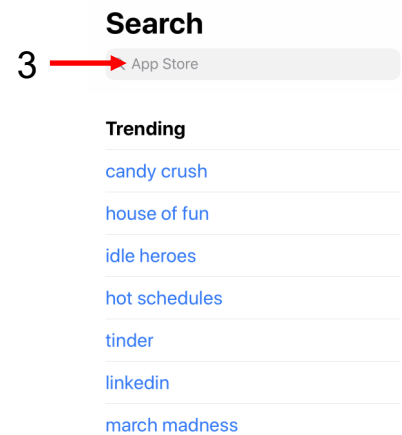 Search
3
App Store
Trending
candy crush
house of fun
idle heroes
hot schedules
tinder
linkedin
march madness